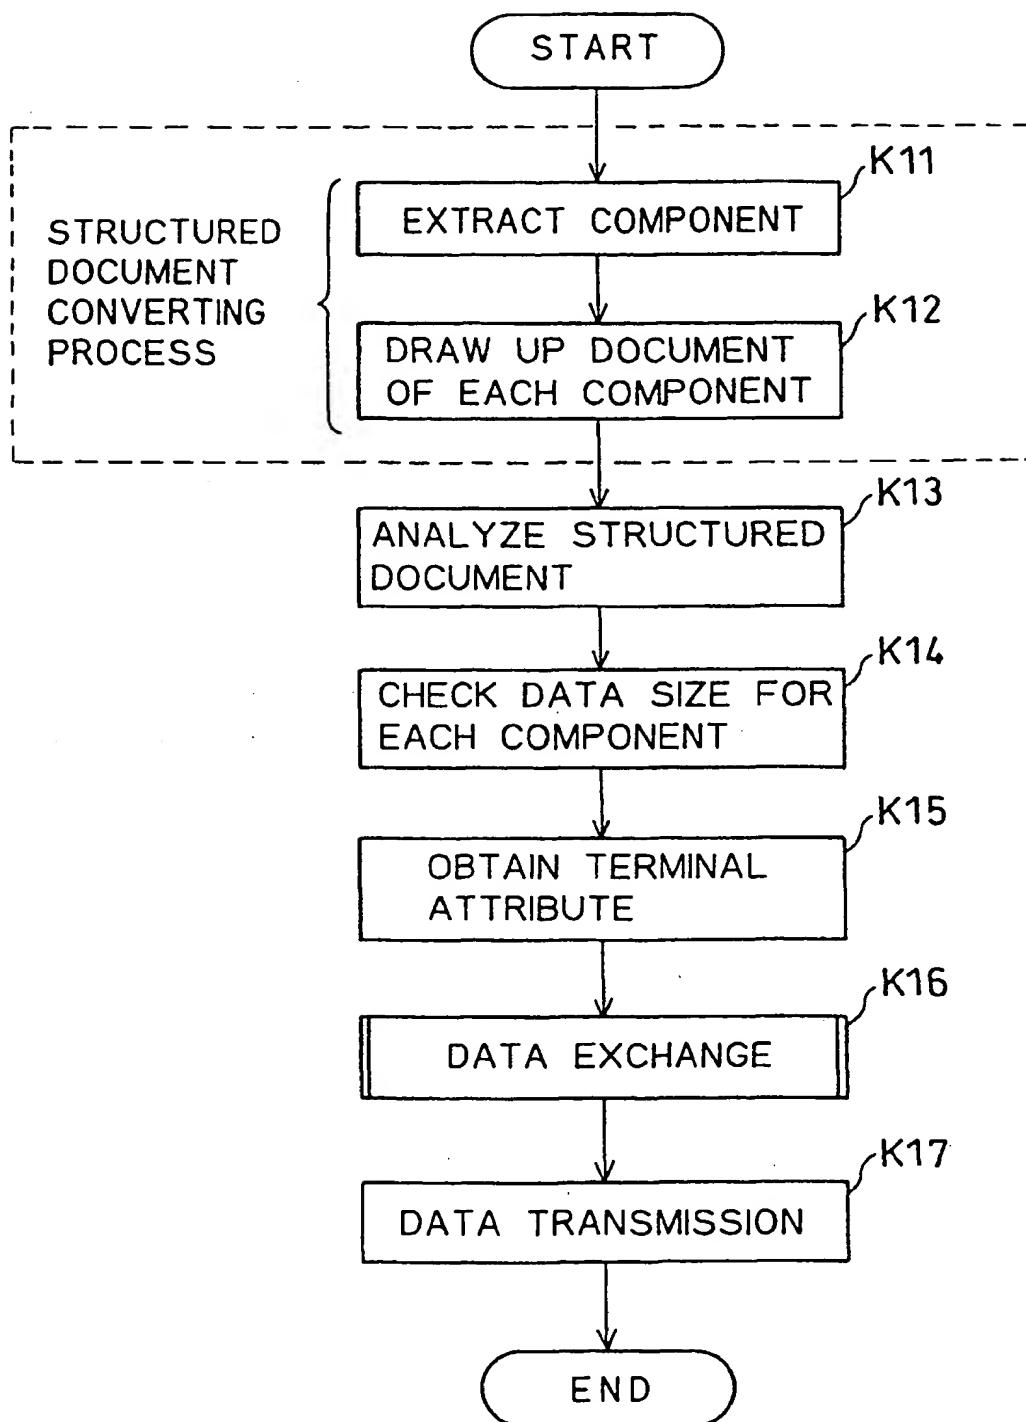 START
K11
EXTRACT COMPONENT
STRUCTURED
DOCUMENT
CONVERTING
PROCESS
K12
DRAW UP DOCUMENT
OF EACH COMPONENT
K13
ANALYZE STRUCTURED
DOCUMENT
K14
CHECK DATA SIZE FOR
EACH COMPONENT
K15
OBTAIN TERMINAL
ATTRIBUTE
K16
DATA EXCHANGE
K17
DATA TRANSMISSION
END